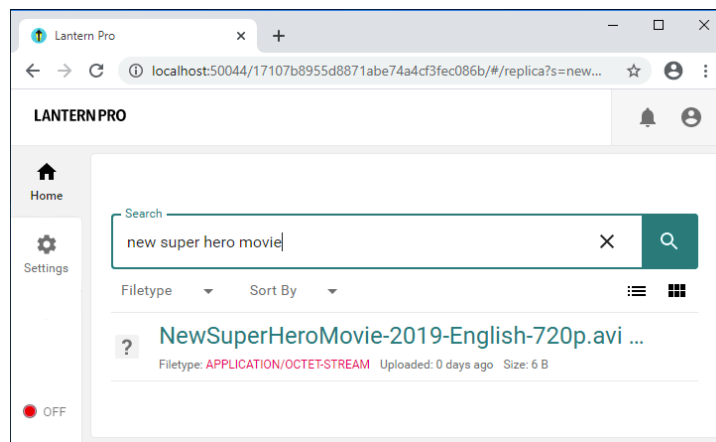 Lantern Pro
localhost:50044/17107b8955d8871abe74a4cf3fec086b/#/replica?s=new...
LANTERN PRO
Home
Settings
OFF
Search
new super hero movie
Filetype Sort By
?
NewSuperHeroMovie-2019-English-720p.avi ...
Filetype: APPLICATION/OCTET-STREAM Uploaded: 0 days ago Size: 6 B